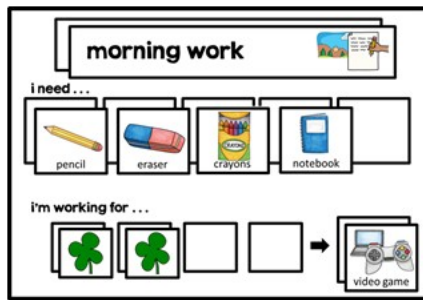 morning work
i need . . .
pencil eraser crayons notebook
i'm working for . . .
video game